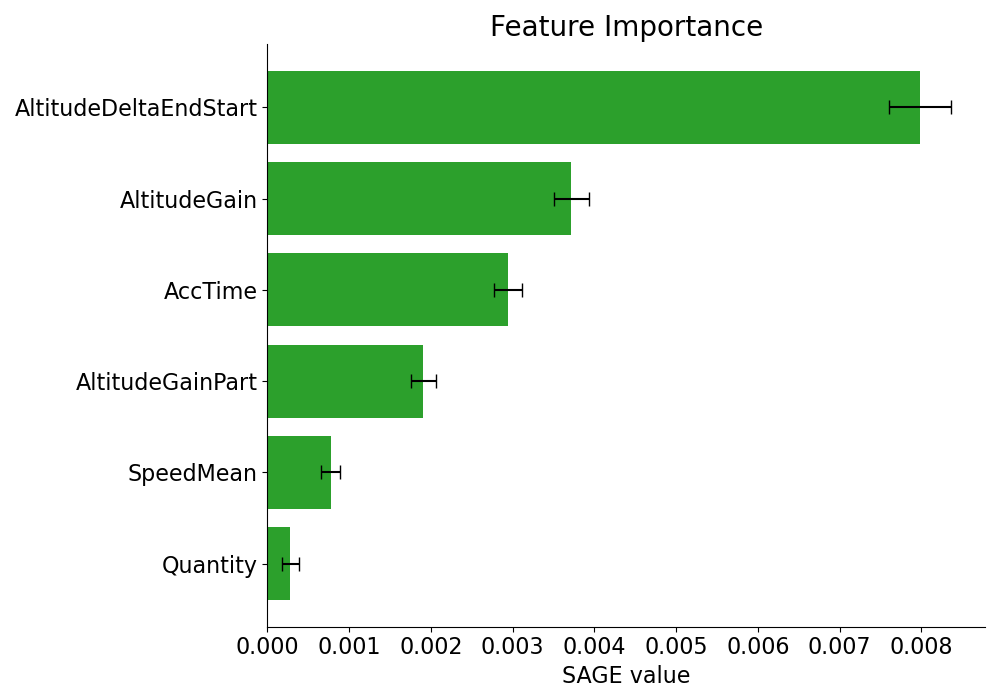 Feature Importance
AltitudeDeltaEndStart
AltitudeGain
AccTime
AltitudeGainPart
SpeedMean
Quantity
0.000 0.001 0.002 0.003 0.004 0.005 0.006 0.007 0.008
SAGE value